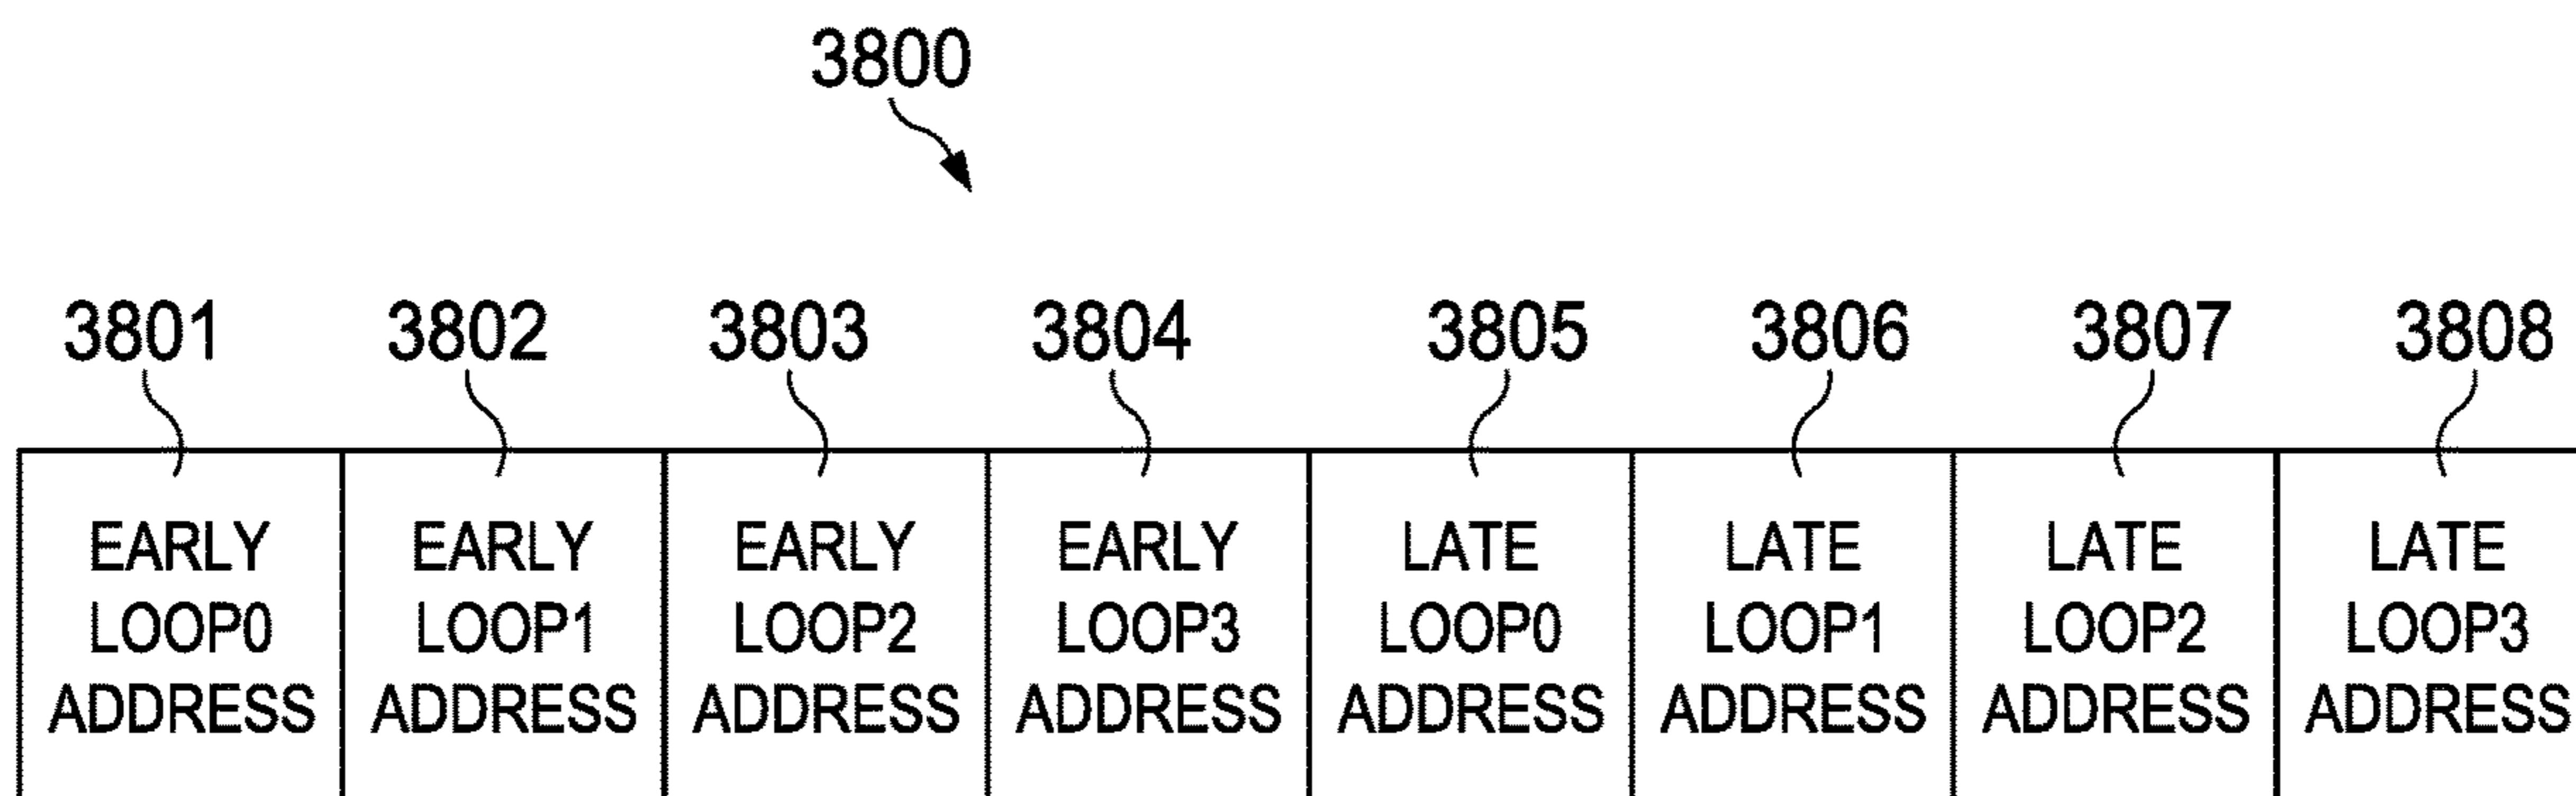 3800
3801 3802 3803 3804 3805 3806 3807 3808
EARLY EARLY EARLY EARLY LATE LATE LATE LATE
LOOP0 LOOP1 LOOP2 LOOP3 LOOP0 LOOP1 LOOP2 LOOP3
ADDRESS ADDRESS ADDRESS ADDRESS ADDRESS ADDRESS ADDRESS ADDRESS